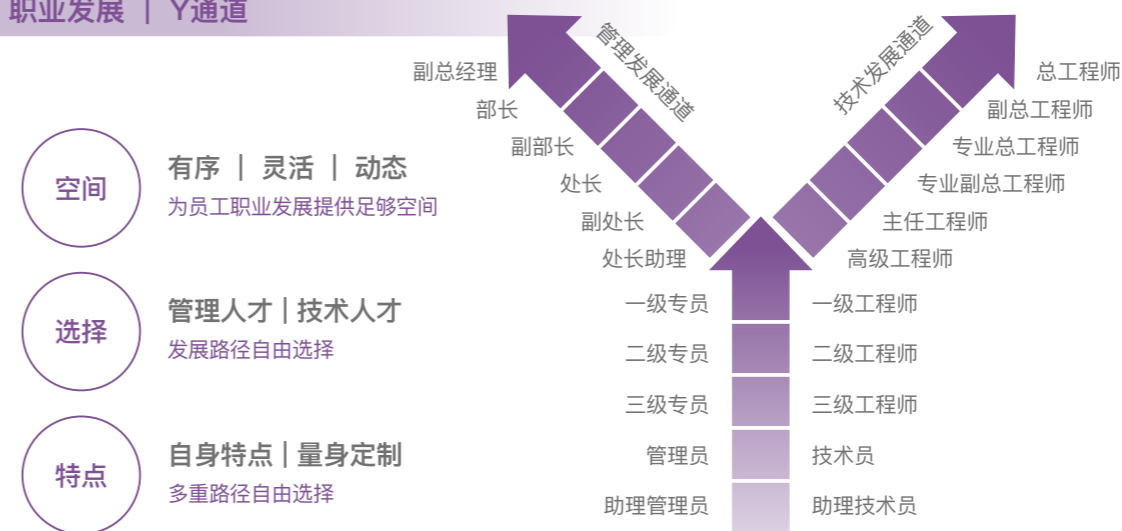 职业发展 | Y通道
空间
有序 | 灵活 | 动态
为员工职业发展提供足够空间
选择
管理人才 | 技术人才
发展路径自由选择
特点
自身特点 | 量身定制
多重路径自由选择
管理发展通道
技术发展通道
副总经理
总工程师
部长
副总工程师
副部长
专业总工程师
处长
专业副总工程师
副处长
主任工程师
处长助理
高级工程师
一级专员
一级工程师
二级专员
二级工程师
三级专员
三级工程师
管理员
技术员
助理管理员
助理技术员